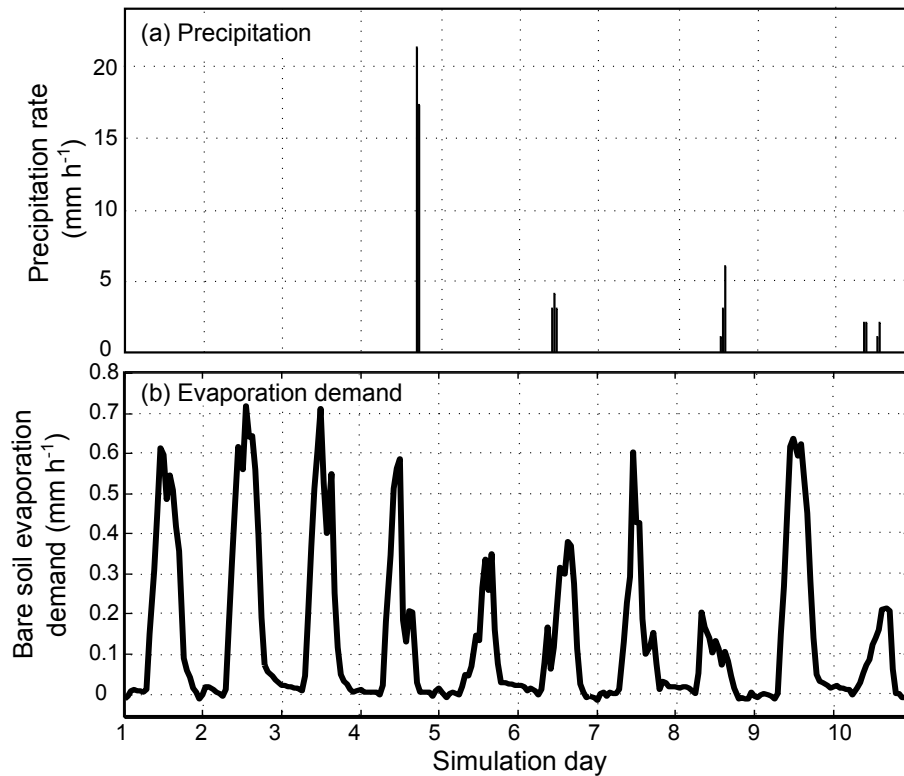 (a) Precipitation
20
15
10
5
0
Precipitation rate
(mm h-1)
(b) Evaporation demand
0.8
0.7
0.6
0.5
0.4
0.3
0.2
0.1
0
Bare soil evaporation
demand (mm h-1)
1 2 3 4 5 6 7 8 9 10
Simulation day